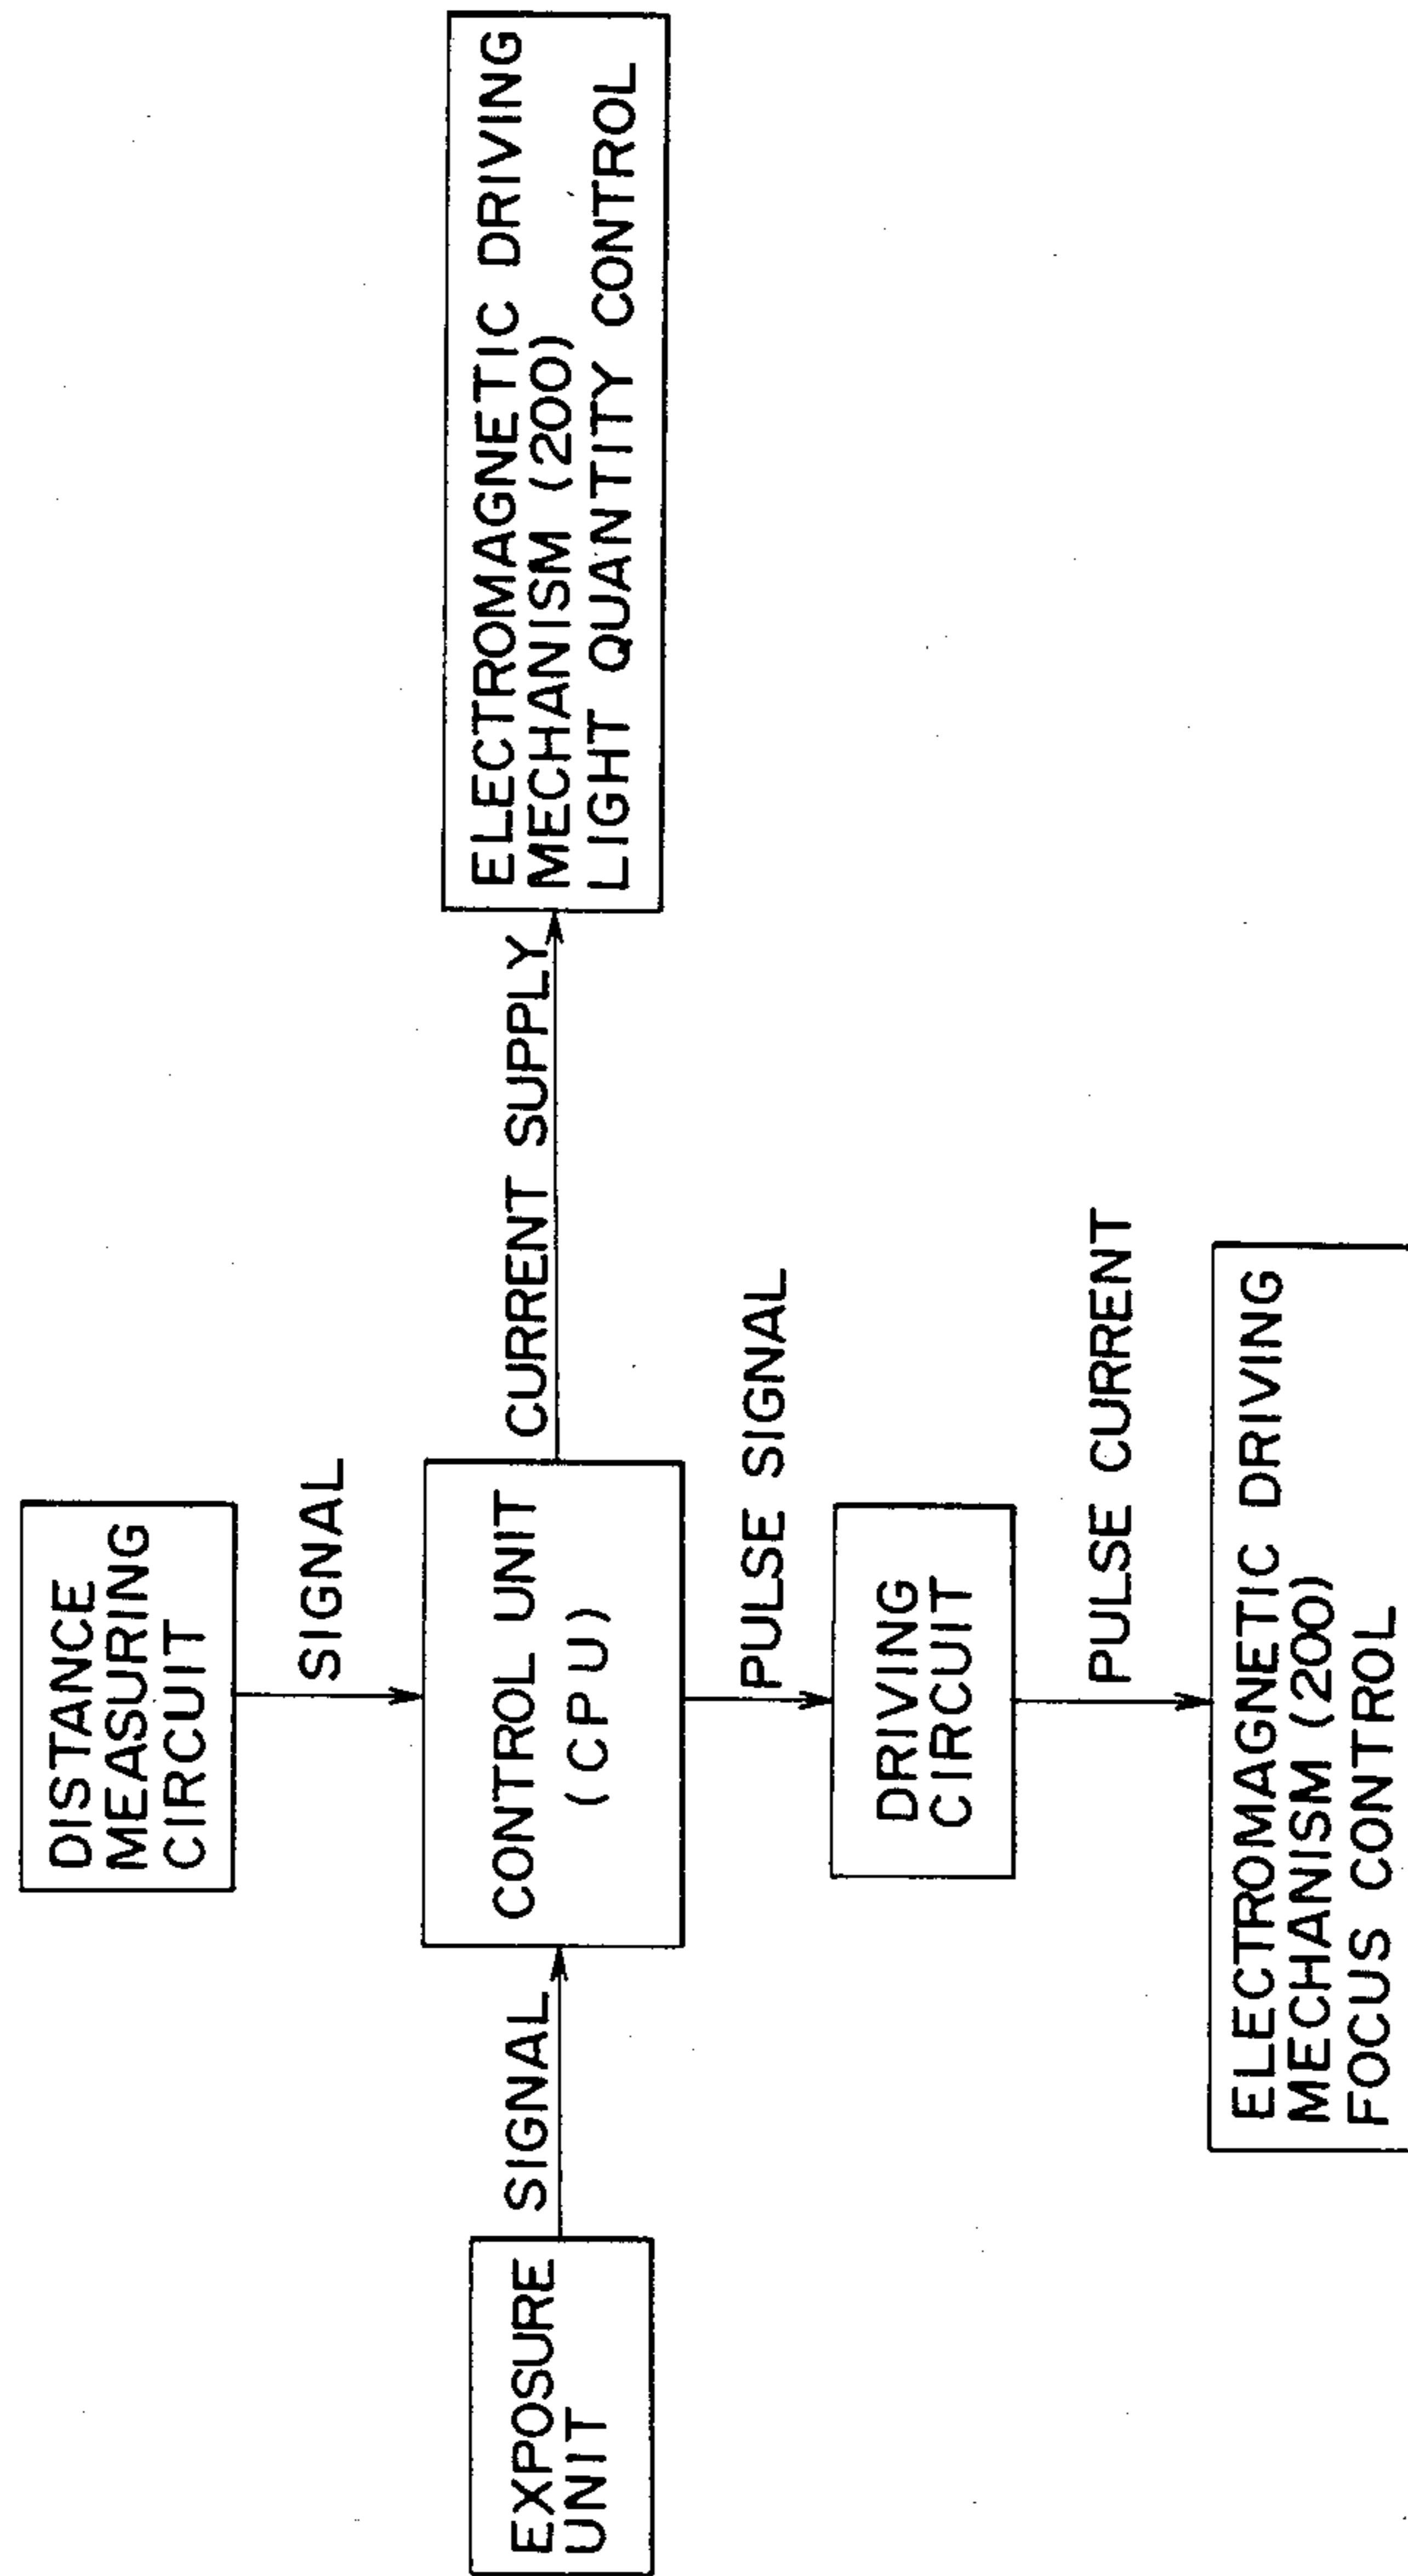 DISTANCE
MEASURING
CIRCUIT
SIGNAL
EXPOSURE
UNIT
SIGNAL
CONTROL UNIT
(CPU)
CURRENT SUPPLY
ELECTROMAGNETIC DRIVING
MECHANISM (200)
LIGHT QUANTITY CONTROL
PULSE SIGNAL
DRIVING
CIRCUIT
PULSE CURRENT
ELECTROMAGNETIC DRIVING
MECHANISM (200)
FOCUS CONTROL